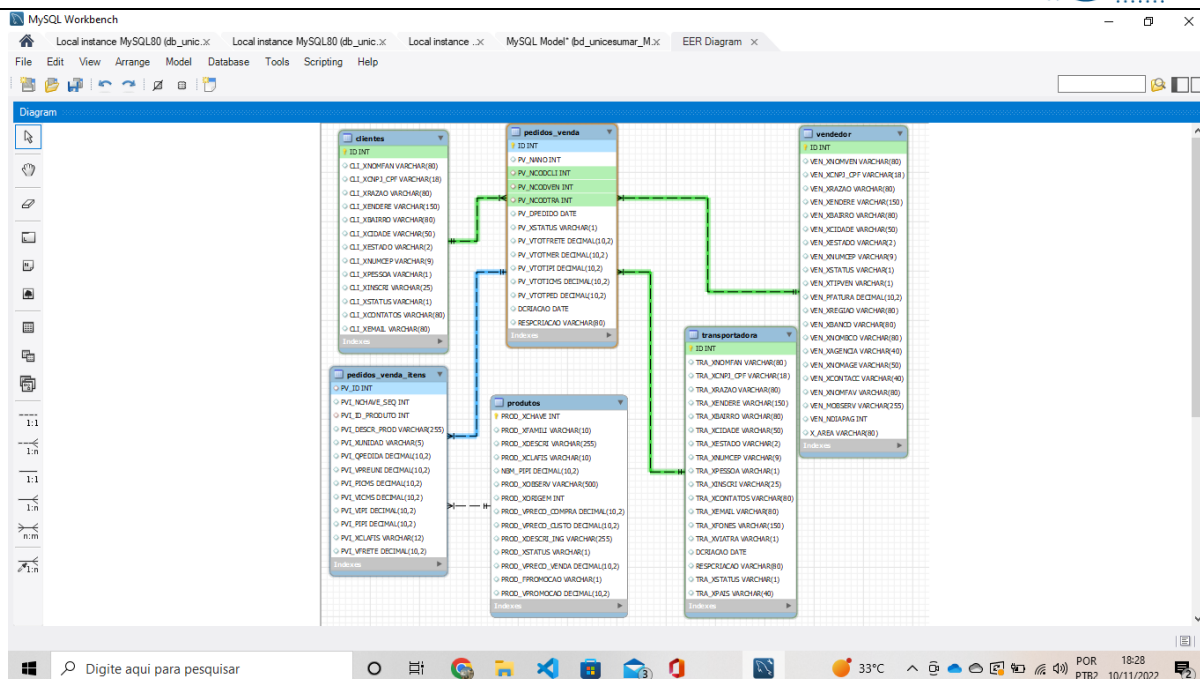 MySQL Workbench
Local instance MySQL80 (db_unic.x
Local instance MySQL80 (db_unic.x
Local instance ..x
MySQL Model* (bd_unicesumar_M.x
EER Diagram x
File Edit View Arrange Model Database Tools Scripting Help
Diagram
clientes
ID INT
CLI_XNOMFAN VARCHAR(80)
CLI_XCNPJ_CPF VARCHAR(18)
CLI_XRAZAO VARCHAR(80)
CLI_XENDERE VARCHAR(150)
CLI_XBAIRRO VARCHAR(80)
CLI_XCIDADE VARCHAR(50)
CLI_XESTADO VARCHAR(2)
CLI_XNUMCEP VARCHAR(9)
CLI_XPESSOA VARCHAR(1)
CLI_XINSCRI VARCHAR(25)
CLI_XSTATUS VARCHAR(1)
CLI_XCONTATOS VARCHAR(80)
CLI_XEMAIL VARCHAR(80)
Indexes
pedidos_venda
ID INT
PV_NANO INT
PV_NCODCLI INT
PV_NCODVEN INT
PV_NCODTRA INT
PV_DPEDIDO DATE
PV_XSTATUS VARCHAR(1)
PV_VTOTFRETE DECIMAL(10,2)
PV_VTOTMER DECIMAL(10,2)
PV_VTOTIPI DECIMAL(10,2)
PV_VTOTICMS DECIMAL(10,2)
PV_VTOTPED DECIMAL(10,2)
DCRIACAO DATE
RESPCRIACAO VARCHAR(80)
Indexes
vendedor
ID INT
VEN_XNOMVEN VARCHAR(80)
VEN_XCNPJ_CPF VARCHAR(18)
VEN_XRAZAO VARCHAR(80)
VEN_XENDERE VARCHAR(150)
VEN_XBAIRRO VARCHAR(80)
VEN_XCIDADE VARCHAR(50)
VEN_XESTADO VARCHAR(2)
VEN_XNUMCEP VARCHAR(9)
VEN_XSTATUS VARCHAR(1)
VEN_XTIPVEN VARCHAR(1)
VEN_PFATURA DECIMAL(10,2)
VEN_XREGIAO VARCHAR(80)
VEN_XBANCO VARCHAR(80)
VEN_XNOMBCO VARCHAR(80)
VEN_XAGENCIA VARCHAR(40)
VEN_XNOMAGE VARCHAR(50)
VEN_XCONTACC VARCHAR(40)
VEN_XNOMFAV VARCHAR(80)
VEN_MOBSERV VARCHAR(255)
VEN_NDIAPAG INT
X_AREA VARCHAR(80)
Indexes
pedidos_venda_itens
PV_ID INT
PVI_NCHAVE_SEQ INT
PVI_ID_PRODUTO INT
PVI_DESCR_PROD VARCHAR(255)
PVI_XUNIDAD VARCHAR(5)
PVI_QPEDIDA DECIMAL(10,2)
PVI_VPREUNI DECIMAL(10,2)
PVI_PICMS DECIMAL(10,2)
PVI_VICMS DECIMAL(10,2)
PVI_VIPI DECIMAL(10,2)
PVI_PIPI DECIMAL(10,2)
PVI_XCLAFIS VARCHAR(12)
PVI_VFRETE DECIMAL(10,2)
Indexes
produtos
PROD_XCHAVE INT
PROD_XFAMILI VARCHAR(10)
PROD_XDESCRI VARCHAR(255)
PROD_XCLAFIS VARCHAR(10)
NBM_PIPI DECIMAL(10,2)
PROD_XOBSERV VARCHAR(500)
PROD_XORIGEM INT
PROD_VPRECO_COMPRA DECIMAL(10,2)
PROD_VPRECO_CUSTO DECIMAL(10,2)
PROD_XDESCRI_ING VARCHAR(255)
PROD_XSTATUS VARCHAR(1)
PROD_VPRECO_VENDA DECIMAL(10,2)
PROD_FPROMOCAO VARCHAR(1)
PROD_VPROMOCAO DECIMAL(10,2)
Indexes
transportadora
ID INT
TRA_XNOMFAN VARCHAR(80)
TRA_XCNPJ_CPF VARCHAR(18)
TRA_XRAZAO VARCHAR(80)
TRA_XENDERE VARCHAR(150)
TRA_XBAIRRO VARCHAR(80)
TRA_XCIDADE VARCHAR(50)
TRA_XESTADO VARCHAR(2)
TRA_XNUMCEP VARCHAR(9)
TRA_XPESSOA VARCHAR(1)
TRA_XINSCRI VARCHAR(25)
TRA_XCONTATOS VARCHAR(80)
TRA_XEMAIL VARCHAR(80)
TRA_XFONES VARCHAR(150)
TRA_XVIATRA VARCHAR(1)
DCRIACAO DATE
RESPCRIACAO VARCHAR(80)
TRA_XSTATUS VARCHAR(1)
TRA_XPAIS VARCHAR(40)
Indexes
1:1
1:n
1:1
1:n
n:m
1:n
Digite aqui para pesquisar
33°C
POR
PTB2
18:28
10/11/2022